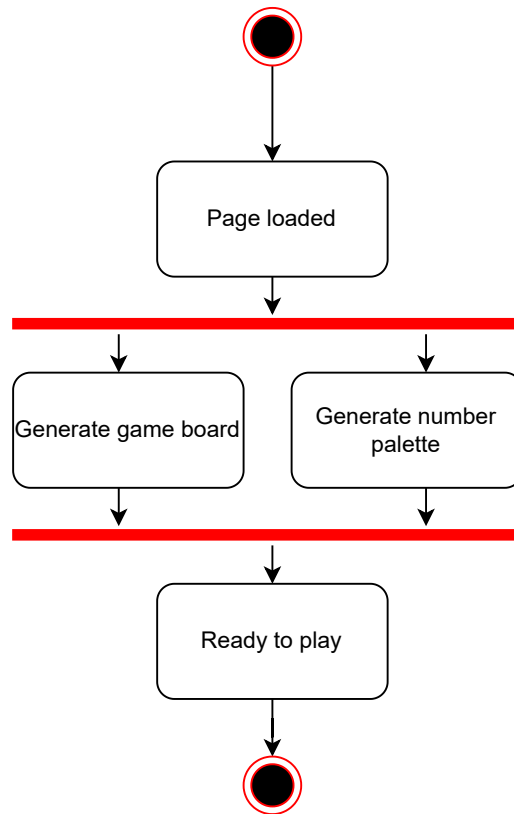 Page loaded
Generate game board
Generate number
palette
Ready to play